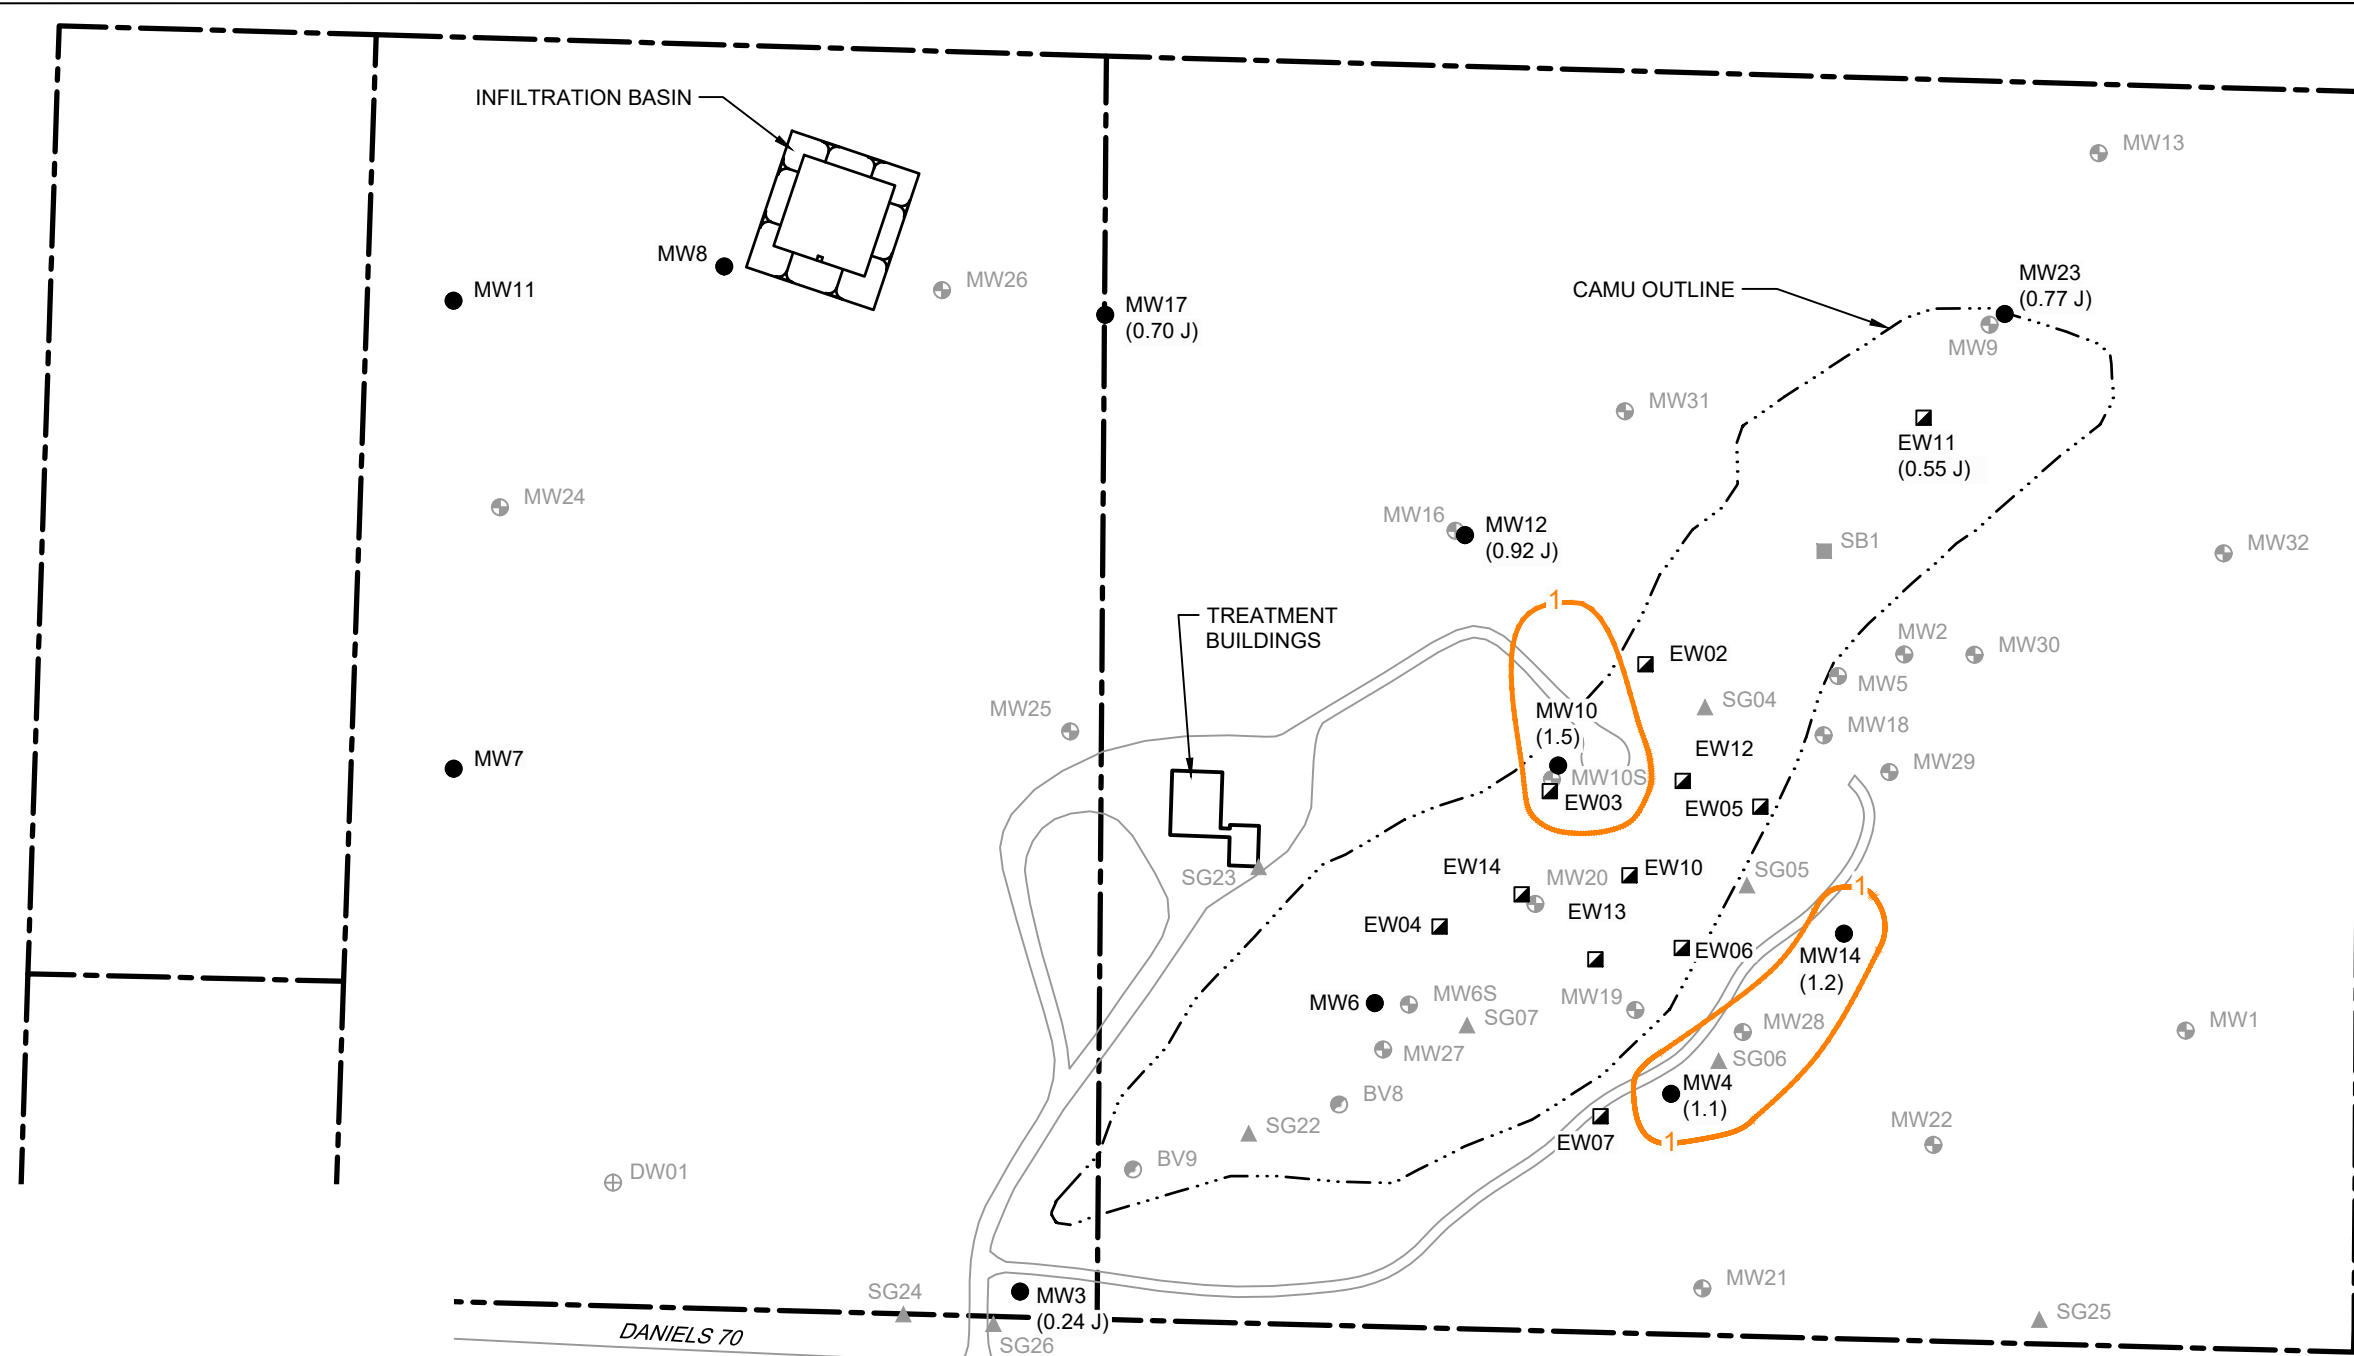 INFILTRATION BASIN
MW13
MW8
MW26
MW11
MW17
(0.70 J)
CAMU OUTLINE
MW23
(0.77 J)
MW9
MW31
EW11
(0.55 J)
MW24
MW16
MW12
(0.92 J)
SB1
MW32
1
TREATMENT
BUILDINGS
EW02
MW2
MW30
MW5
SG04
MW25
MW10
(1.5)
MW18
EW12
MW7
MW10S
MW29
EW03
EW05
SG23
EW14
MW20
EW10
SG05
1
EW04
EW13
EW06
MW14
(1.2)
MW6
MW6S
MW19
SG07
MW28
MW1
MW27
SG06
MW4
(1.1)
BV8
SG22
EW07
1
MW22
BV9
DW01
MW21
SG24
MW3
(0.24 J)
SG25
DANIELS 70
SG26